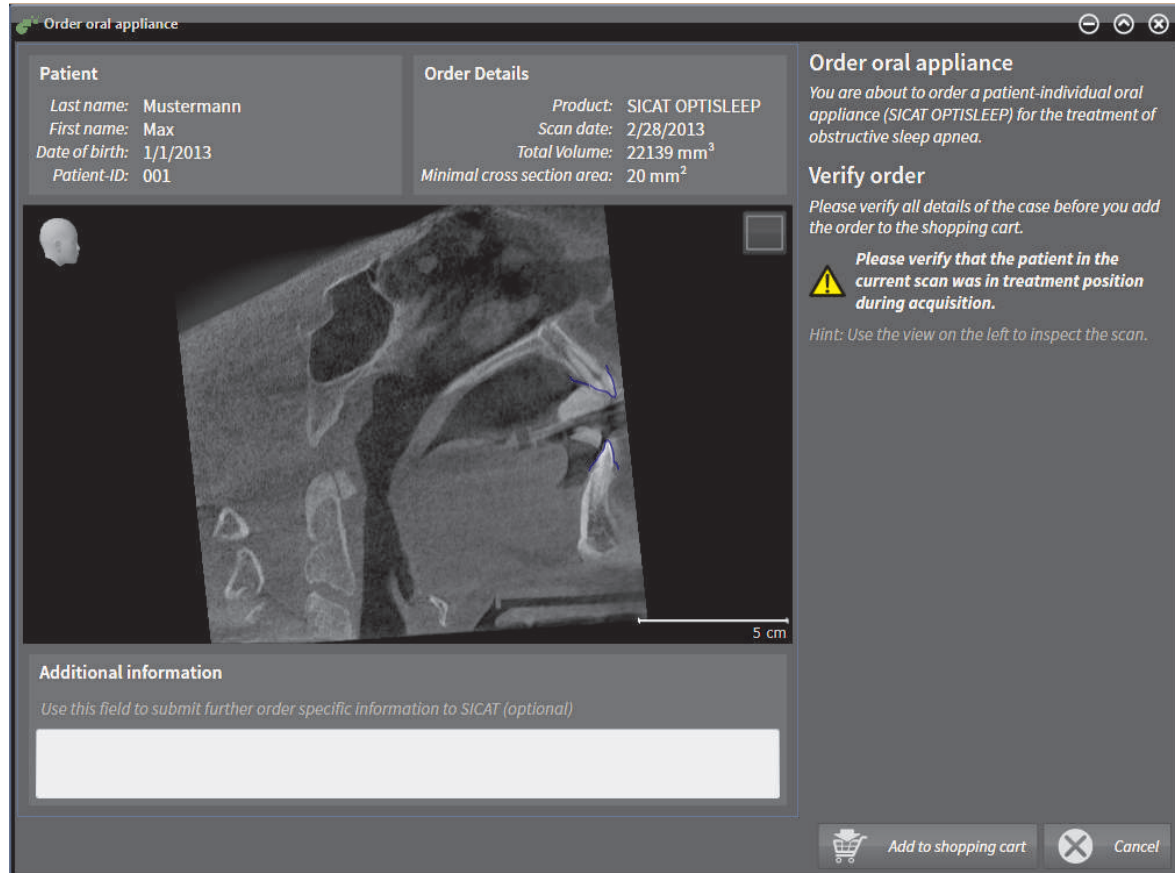 Order oral appliance
Patient
Last name: Mustermann
First name: Max
Date of birth: 1/1/2013
Patient-ID: 001
Order Details
Product: SICAT OPTISLEEP
Scan date: 2/28/2013
Total Volume: 22139 mm³
Minimal cross section area: 20 mm²
5 cm
Additional information
Use this field to submit further order specific information to SICAT (optional)
Order oral appliance
You are about to order a patient-individual oral
appliance (SICAT OPTISLEEP) for the treatment of
obstructive sleep apnea.
Verify order
Please verify all details of the case before you add
the order to the shopping cart.
Please verify that the patient in the
current scan was in treatment position
during acquisition.
Hint: Use the view on the left to inspect the scan.
Add to shopping cart
Cancel